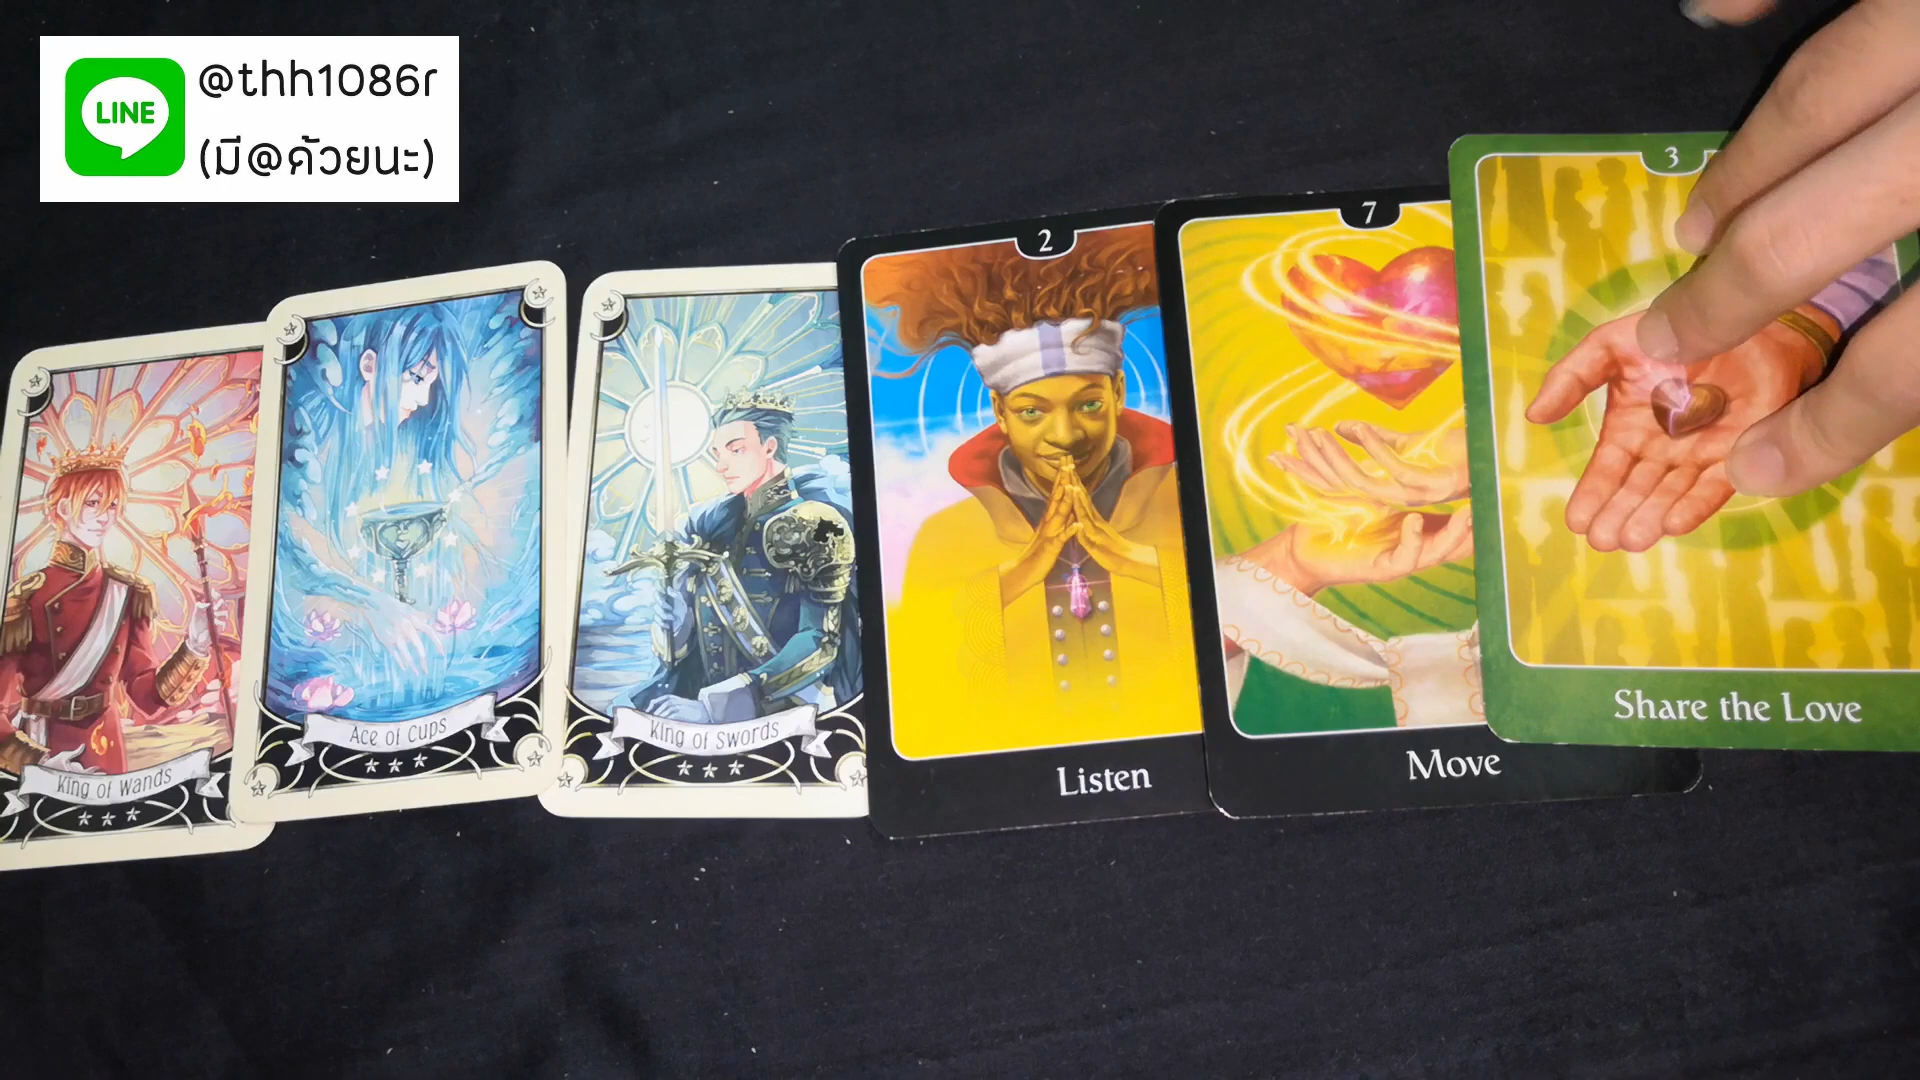 LINE
@thh1086r
(มี@ด้วยนะ)
King of Wands
Ace of Cups
King of Swords
2
Listen
7
Move
3
Share the Love